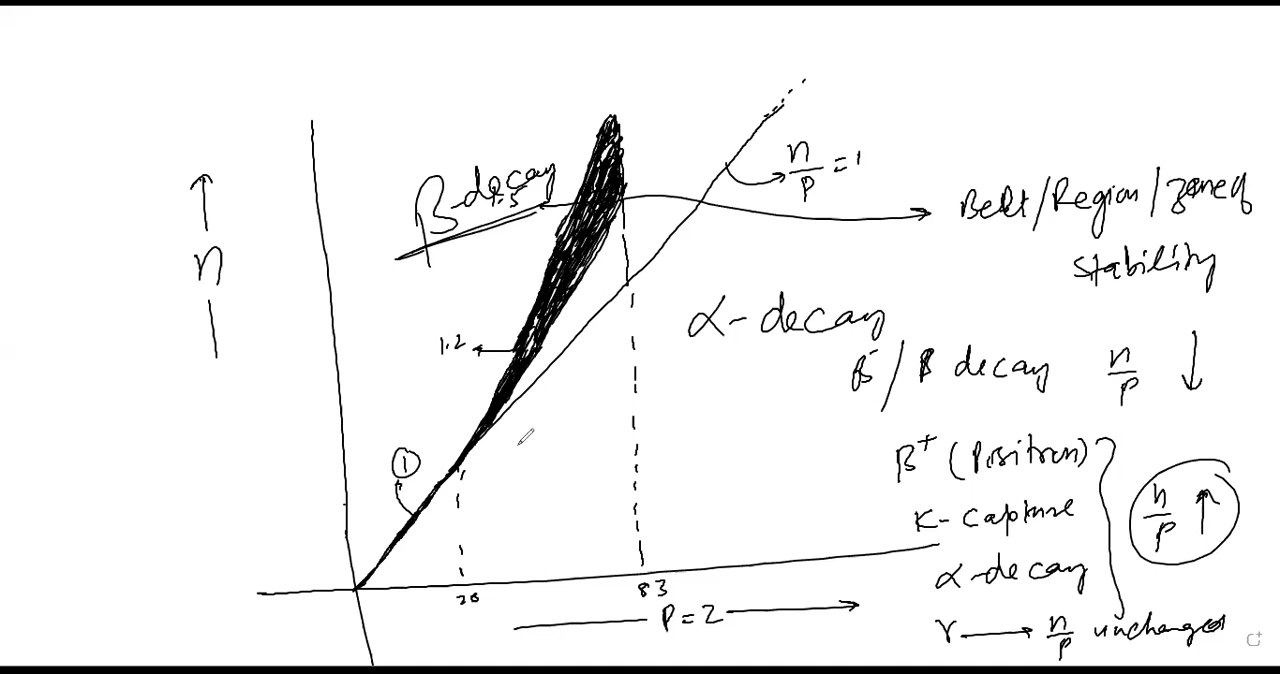 n/p = 1
β-decay
1.5
Belt/Region/Zone of
Stability
n
α-decay
1.2
β⁻/β decay n/p ↓
①
β⁺ (Positron)
K-Capture
n/p ↑
α-decay
20
83
P = Z
γ → n/p unchanged